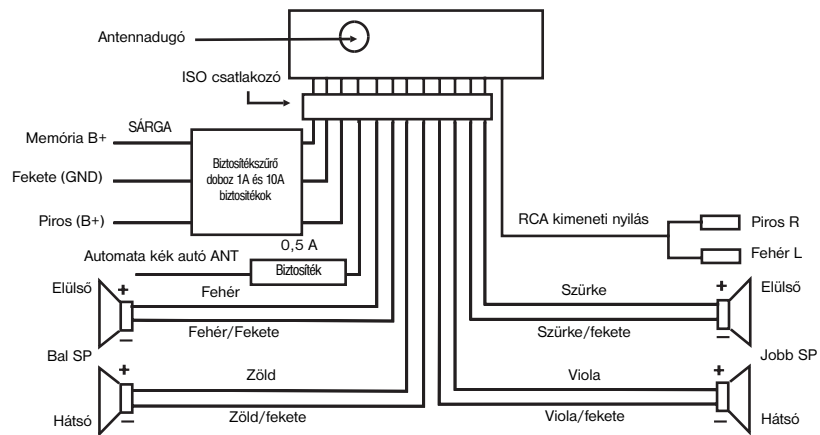 Antennadugó
ISO csatlakozó
SÁRGA
Memória B+
Fekete (GND)
Piros (B+)
Biztosítékszűrő
doboz 1A és 10A
biztosítékok
0,5 A
Automata kék autó ANT
Biztosíték
RCA kimeneti nyílás
Piros R
Fehér L
Elülső
+
Fehér
Fehér/Fekete
–
Bal SP
+
Zöld
Zöld/fekete
Hátsó
–
Szürke
+
Elülső
Szürke/fekete
–
Jobb SP
Viola
+
Viola/fekete
–
Hátsó